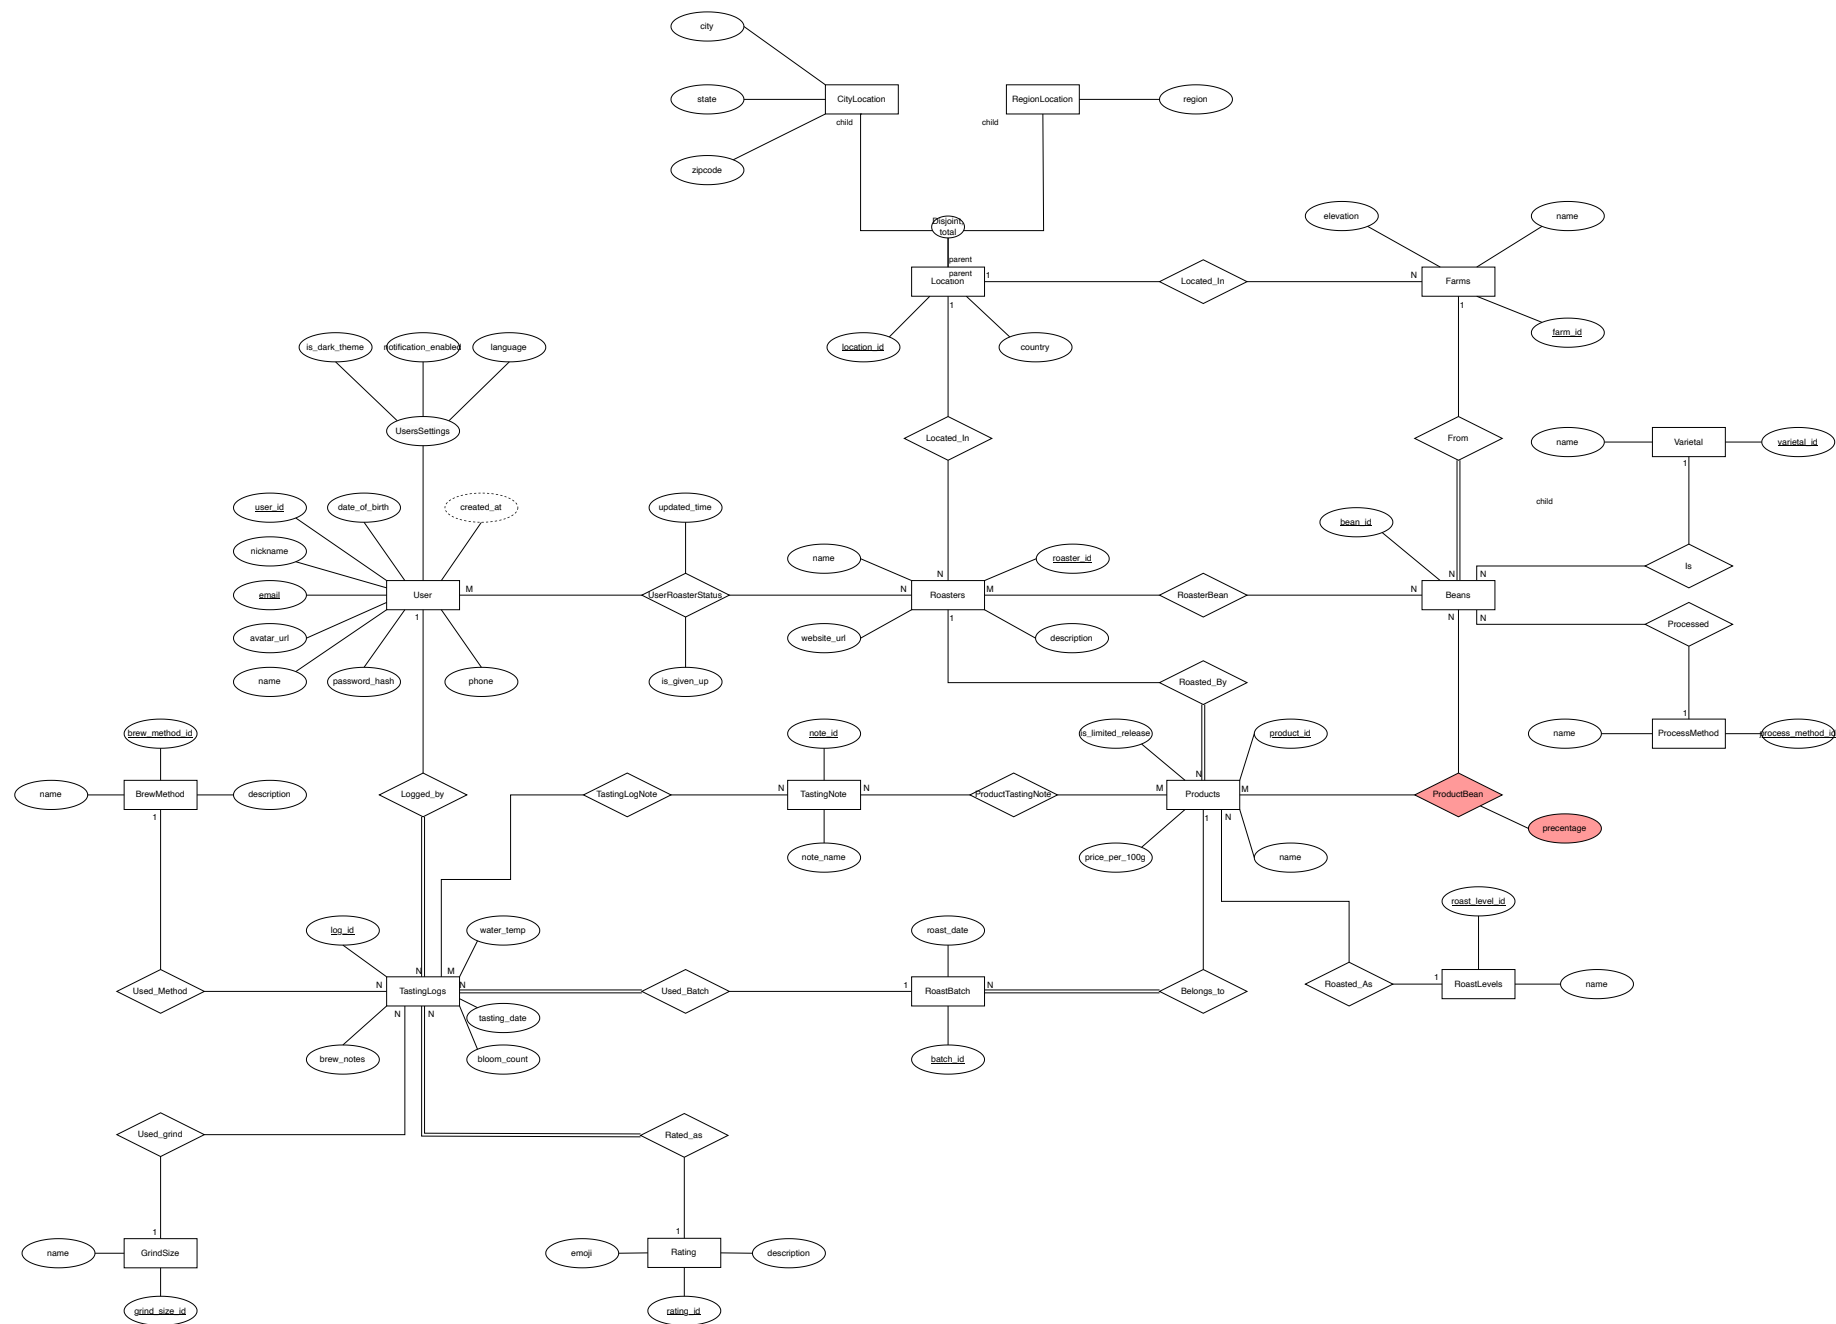 city
state
CityLocation
RegionLocation
region
child
child
zipcode
Disjoint,
total
elevation
name
parent
parent
Location
1
Located_In
N
Farms
1
1
location_id
country
farm_id
is_dark_theme
notification_enabled
language
UsersSettings
Located_In
From
name
Varietal
varietal_id
1
child
user_id
date_of_birth
created_at
updated_time
bean_id
nickname
name
roaster_id
Is
N
N
N
email
User
M
UserRoasterStatus
N
Roasters
M
RoasterBean
N
Beans
1
1
N
N
Processed
avatar_url
website_url
description
name
password_hash
phone
is_given_up
Roasted_By
1
brew_method_id
note_id
is_limited_release
product_id
name
ProcessMethod
process_method_id
N
name
BrewMethod
description
Logged_by
TastingLogNote
N
TastingNote
N
ProductTastingNote
M
Products
M
ProductBean
1
1
N
precentage
note_name
price_per_100g
name
roast_level_id
log_id
water_temp
roast_date
N
M
Used_Method
N
TastingLogs
N
Used_Batch
1
RoastBatch
N
Belongs_to
Roasted_As
1
RoastLevels
name
N
N
tasting_date
brew_notes
bloom_count
batch_id
Used_grind
Rated_as
1
1
name
GrindSize
emoji
Rating
description
grind_size_id
rating_id